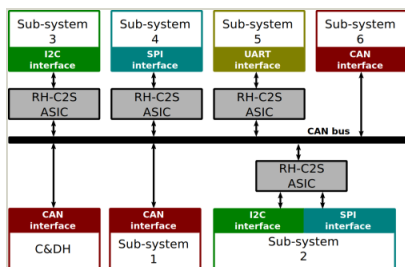 Sub-system
3
I2C
interface
Sub-system
4
SPI
interface
Sub-system
5
UART
interface
Sub-system
6
CAN
interface
RH-C2S
ASIC
RH-C2S
ASIC
RH-C2S
ASIC
CAN bus
RH-C2S
ASIC
CAN
interface
C&DH
CAN
interface
Sub-system
1
I2C
interface
SPI
interface
Sub-system
2